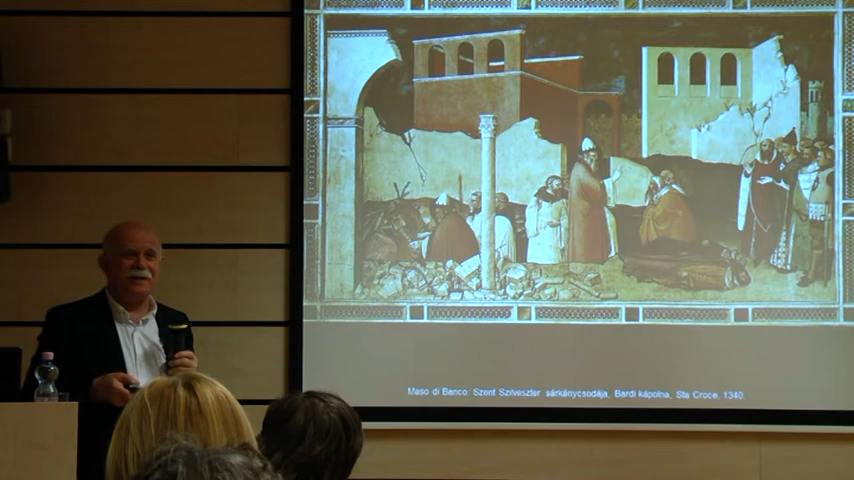 Maso di Banco: Szent Szilveszter sárkánycsodája, Bardi kápolna, Sta Croce, 1340.